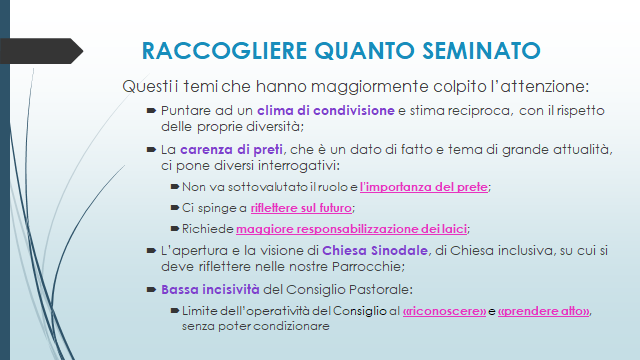 RACCOGLIERE QUANTO SEMINATO
Questi i temi che hanno maggiormente colpito l'attenzione:
Puntare ad un clima di condivisione e stima reciproca, con il rispetto
delle proprie diversità;
La carenza di preti, che è un dato di fatto e tema di grande attualità,
ci pone diversi interrogativi:
Non va sottovalutato il ruolo e l'importanza del prete;
Ci spinge a riflettere sul futuro;
Richiede maggiore responsabilizzazione dei laici;
L'apertura e la visione di Chiesa Sinodale, di Chiesa inclusiva, su cui si
deve riflettere nelle nostre Parrocchie;
Bassa incisività del Consiglio Pastorale:
Limite dell'operatività del Consiglio al «riconoscere» e «prendere atto»,
senza poter condizionare